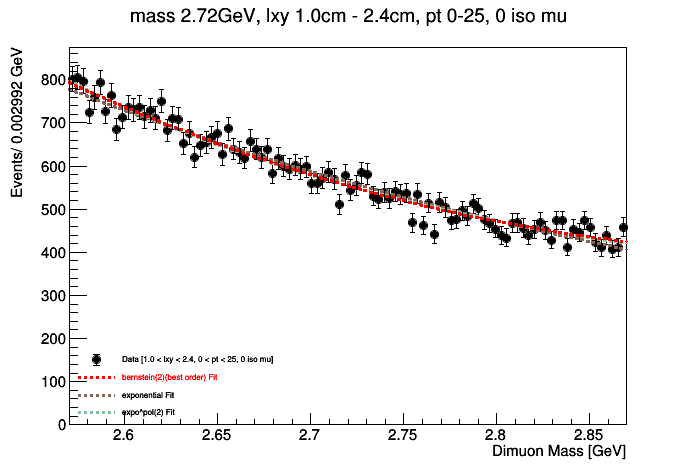 mass 2.72GeV, lxy 1.0cm - 2.4cm, pt 0-25, 0 iso mu
Events/ 0.002992 GeV
800
700
600
500
400
300
200
100
0
Data [1.0 < lxy < 2.4, 0 < pt < 25, 0 iso mu]
bernstein(2)(best order) Fit
exponential Fit
expo^pol(2) Fit
2.6 2.65 2.7 2.75 2.8 2.85
Dimuon Mass [GeV]